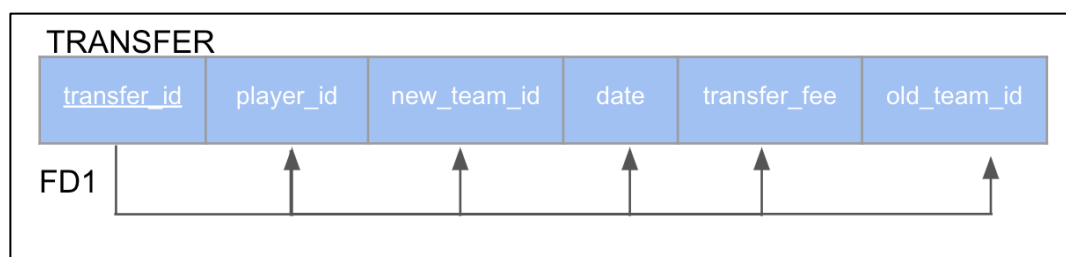 TRANSFER
transfer_id player_id new_team_id date transfer_fee old_team_id
FD1